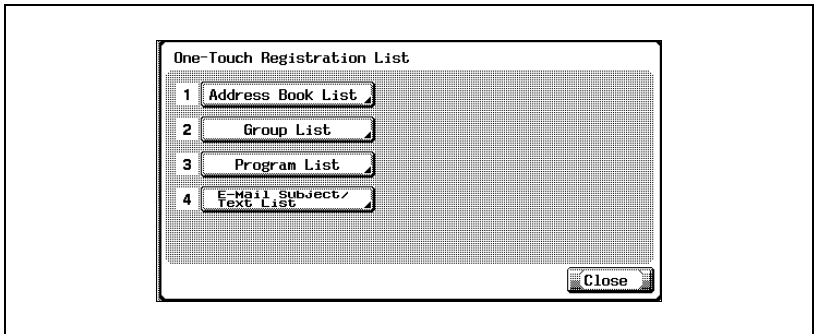 One-Touch Registration List
1 Address Book List
2 Group List
3 Program List
4 E-Mail Subject/
Text List
Close